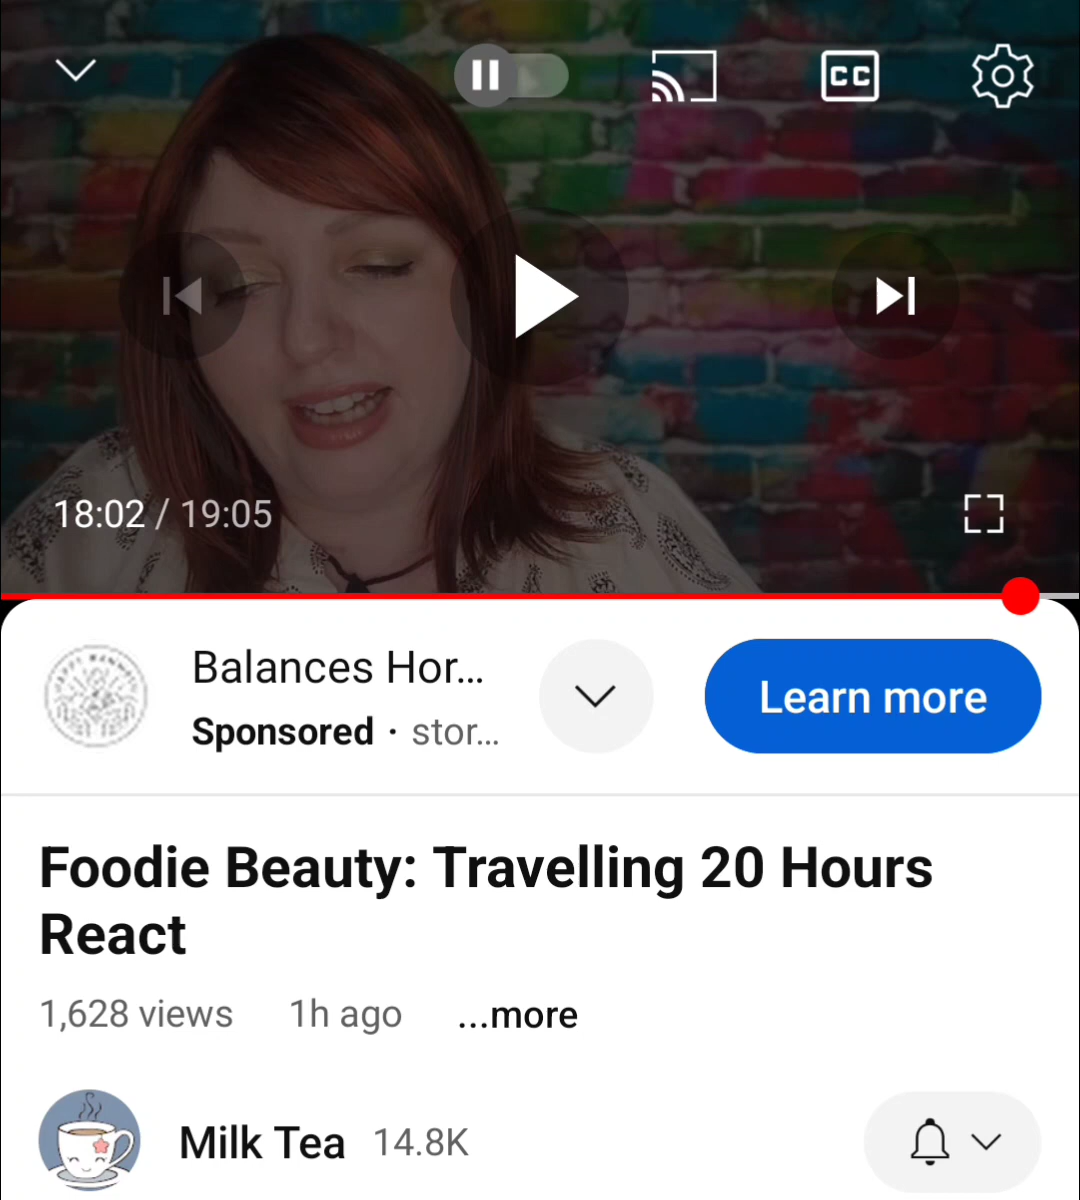 CC
18:02 / 19:05
Balances Hor...
Sponsored · stor...
Learn more
Foodie Beauty: Travelling 20 Hours
React
1,628 views 1h ago ...more
Milk Tea 14.8K